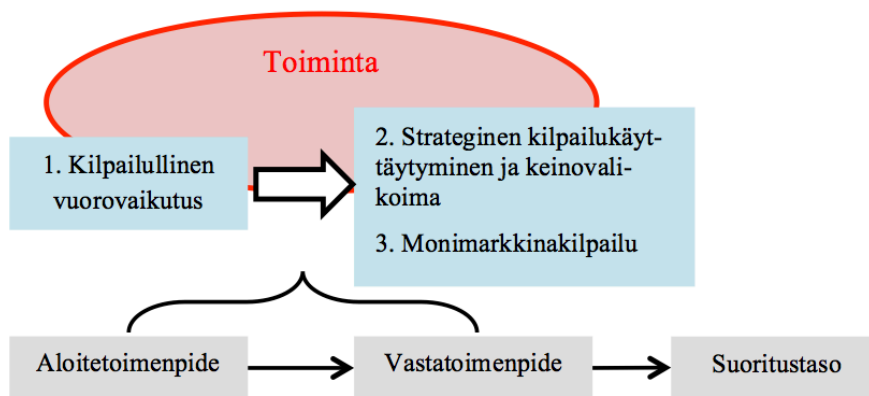 Toiminta
1. Kilpailullinen
vuorovaikutus
2. Strateginen kilpailukäyt-
täytyminen ja keinovali-
koima
3. Monimarkkinakilpailu
Aloitetoimenpide
Vastatoimenpide
Suoritustaso